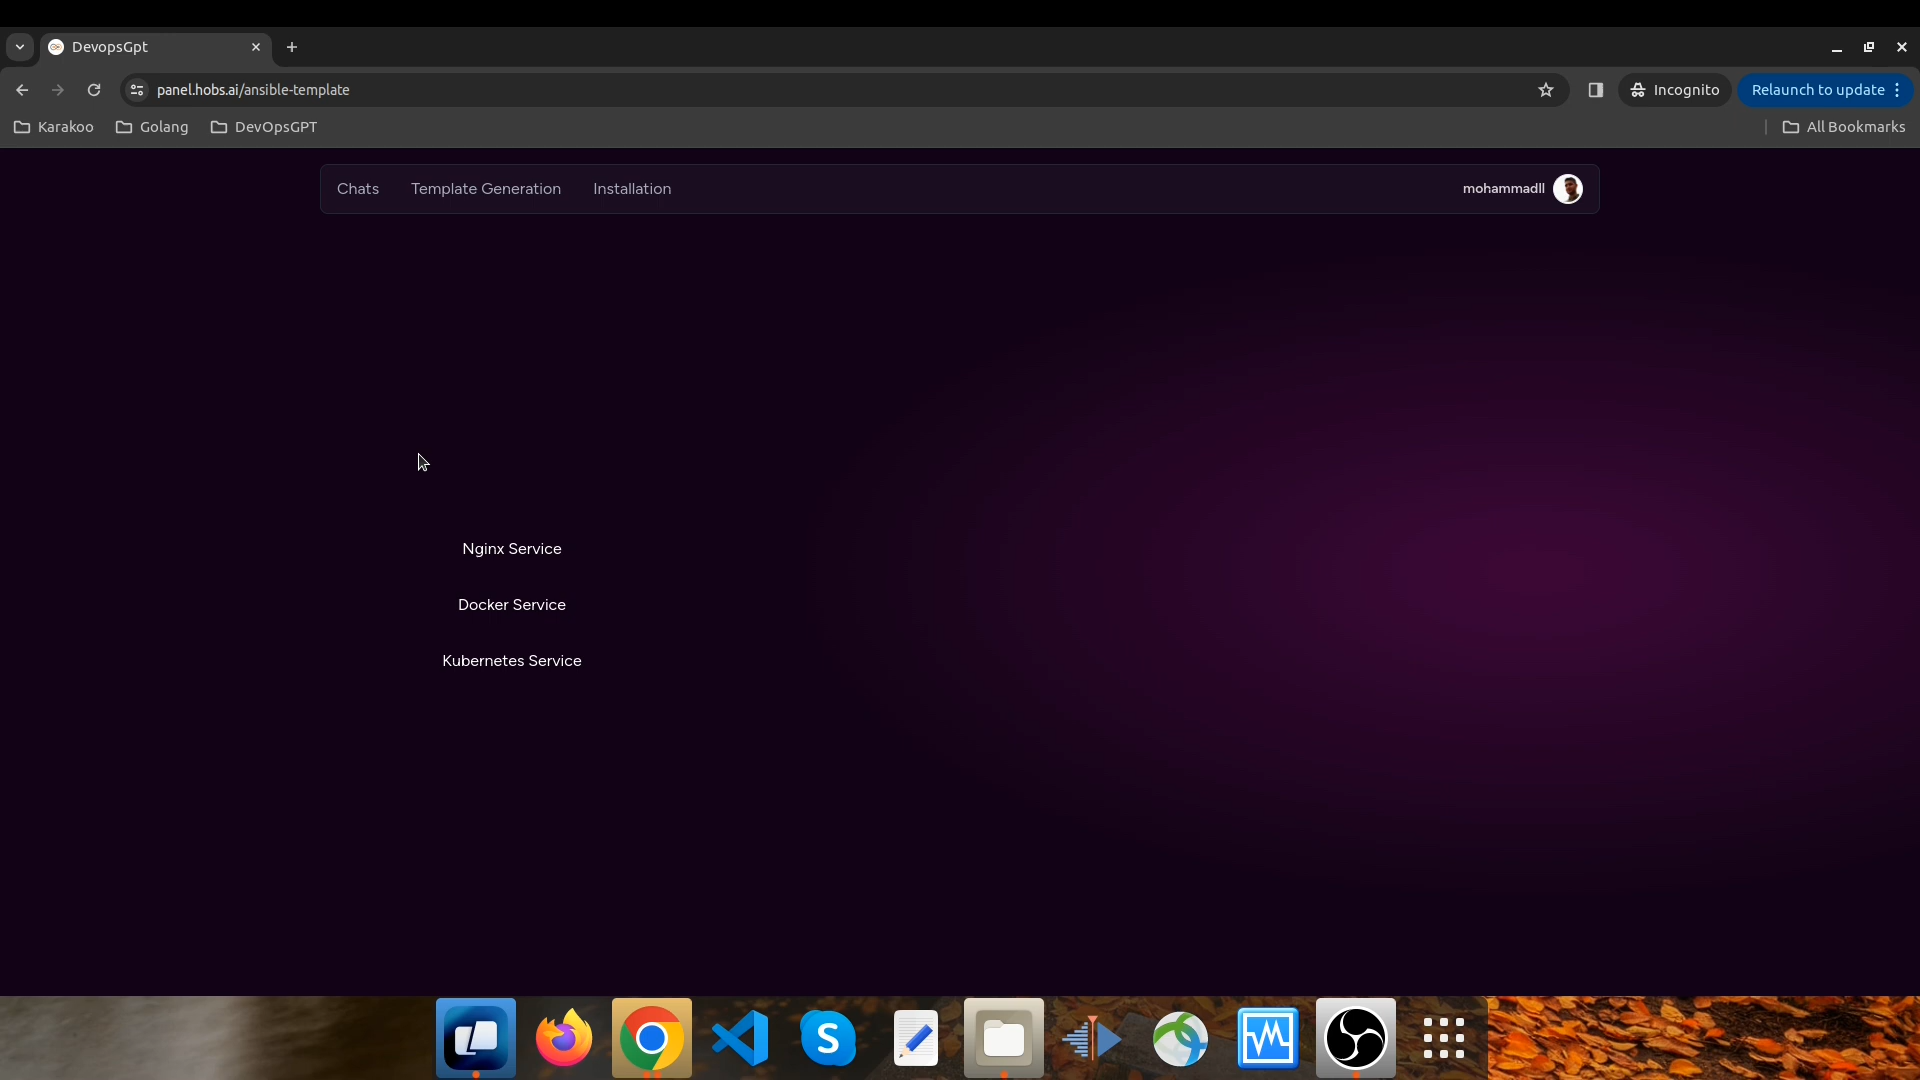 DevopsGpt
panel.hobs.ai/ansible-template
Incognito
Relaunch to update
Karakoo
Golang
DevOpsGPT
All Bookmarks
Chats
Template Generation
Installation
mohammadll
Nginx Service
Docker Service
Kubernetes Service
S